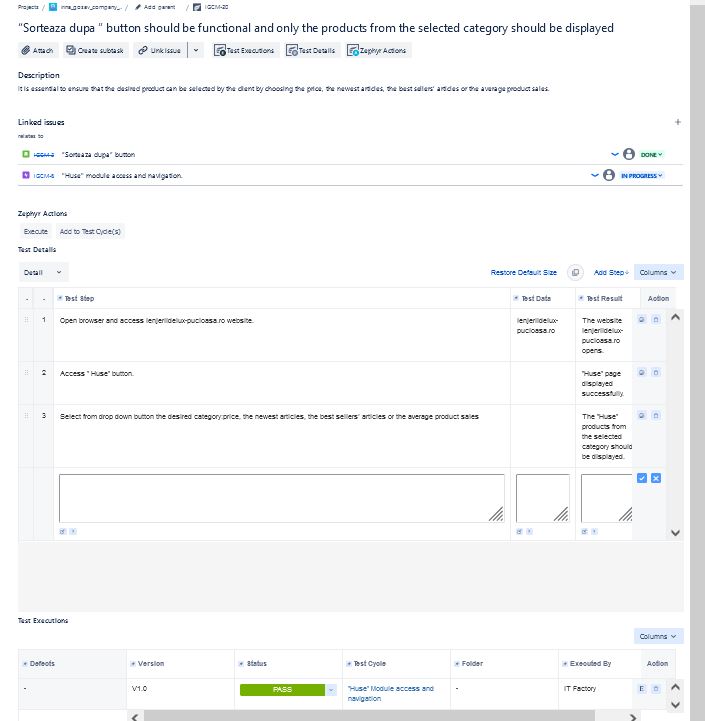 Projects / inna_gosav_company_.. / Add parent / IGCM-20
“Sorteaza dupa ” button should be functional and only the products from the selected category should be displayed
Attach Create subtask Link issue Test Executions Test Details Zephyr Actions
Description
It is essential to ensure that the desired product can be selected by the client by choosing the price, the newest articles, the best sellers' articles or the average product sales.
Linked issues +
relates to
"Sorteaza dupa" button DONE
IGCM-6 "Huse" module access and navigation. IN PROGRESS
Zephyr Actions
Execute Add to Test Cycle(s)
Test Details
Detail Restore Default Size Add Step+ Columns
- - Test Step Test Data Test Result Action
1 Open browser and access lenjeriidelux-pucioasa.ro website. lenjeriidelux- The website
pucioasa.ro lenjeriidelux-
pucioasa.ro
opens.
2 Access " Huse" button. "Huse" page
displayed
successfully.
3 Select from drop down button the desired category:price, the newest articles, the best sellers' articles or the average product sales The "Huse"
products from
the selected
category should
be displayed.
Test Executions
Columns
Defects Version Status Test Cycle Folder Executed By Action
- V1.0 PASS "Huse" Module access and - IT Factory E
navigation